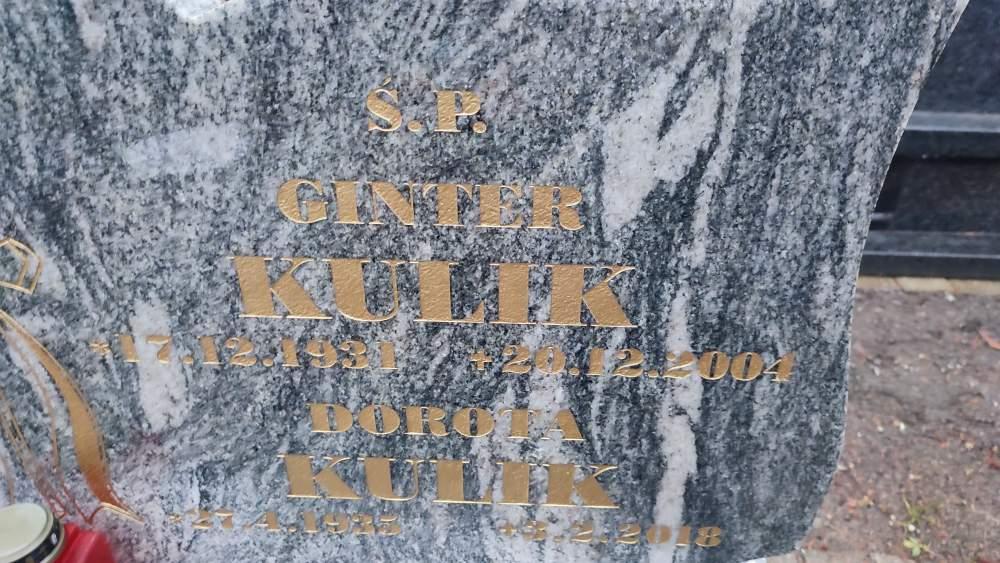 Ś.P.
GINTER
KULIK
*17.12.1931 +20.12.2004
DOROTA
KULIK
*27.4.1935 +3.2.2018